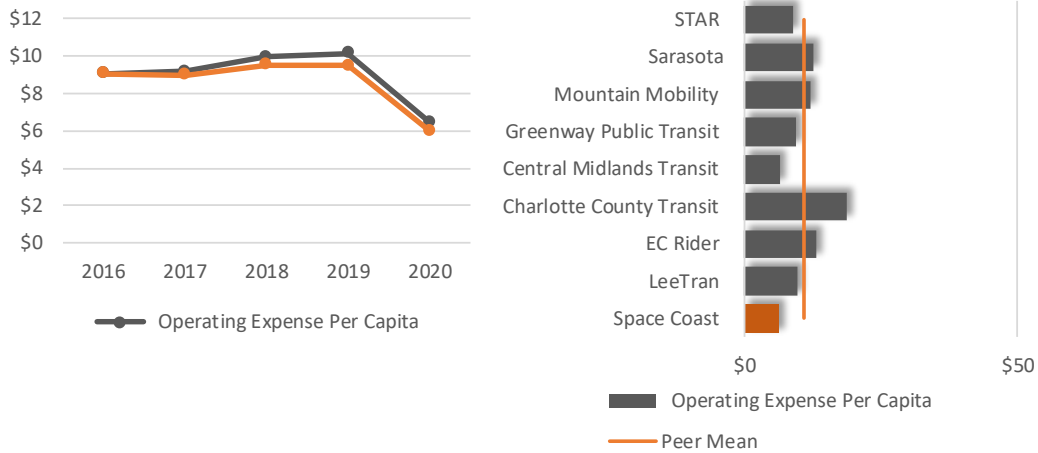 $12
$10
$8
$6
$4
$2
$0
2016 2017 2018 2019 2020
Operating Expense Per Capita
STAR
Sarasota
Mountain Mobility
Greenway Public Transit
Central Midlands Transit
Charlotte County Transit
EC Rider
LeeTran
Space Coast
$0 $50
Operating Expense Per Capita
Peer Mean